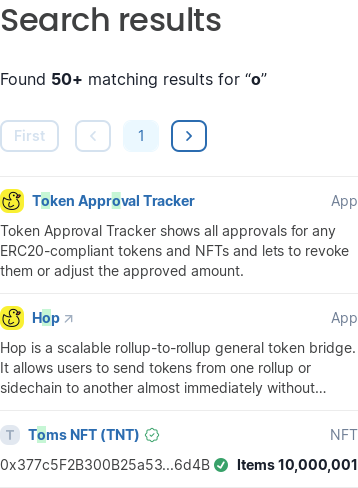 Search results
Found 50+ matching results for “o”
First 1
Token Approval Tracker App
Token Approval Tracker shows all approvals for any
ERC20-compliant tokens and NFTs and lets to revoke
them or adjust the approved amount.
Hop App
Hop is a scalable rollup-to-rollup general token bridge.
It allows users to send tokens from one rollup or
sidechain to another almost immediately without...
T Toms NFT (TNT) NFT
0x377c5F2B300B25a53...6d4B Items 10,000,001